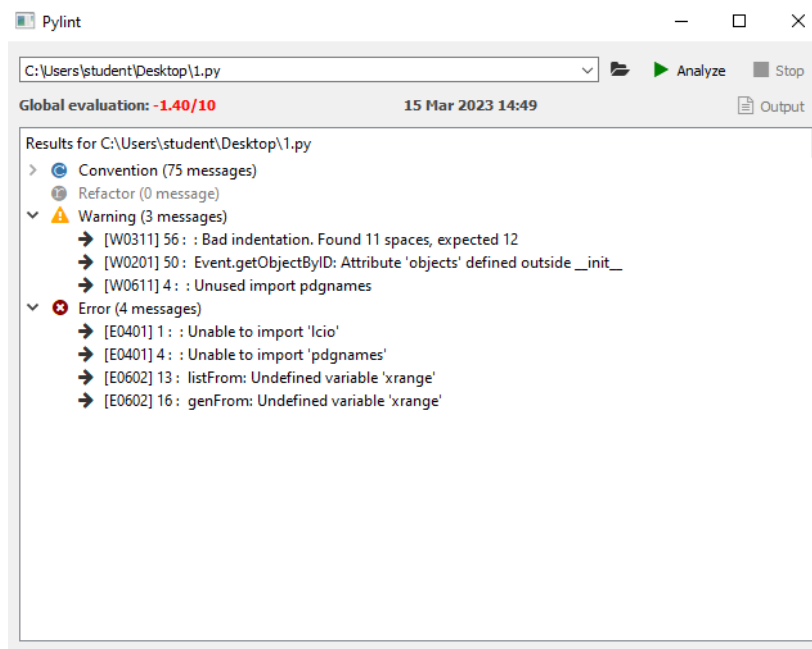 Pylint
C:\Users\student\Desktop\1.py
Analyze
Stop
Global evaluation: -1.40/10
15 Mar 2023 14:49
Output
Results for C:\Users\student\Desktop\1.py
Convention (75 messages)
Refactor (0 message)
Warning (3 messages)
[W0311] 56 : : Bad indentation. Found 11 spaces, expected 12
[W0201] 50 : Event.getObjectByID: Attribute 'objects' defined outside __init__
[W0611] 4 : : Unused import pdgnames
Error (4 messages)
[E0401] 1 : : Unable to import 'lcio'
[E0401] 4 : : Unable to import 'pdgnames'
[E0602] 13 : listFrom: Undefined variable 'xrange'
[E0602] 16 : genFrom: Undefined variable 'xrange'